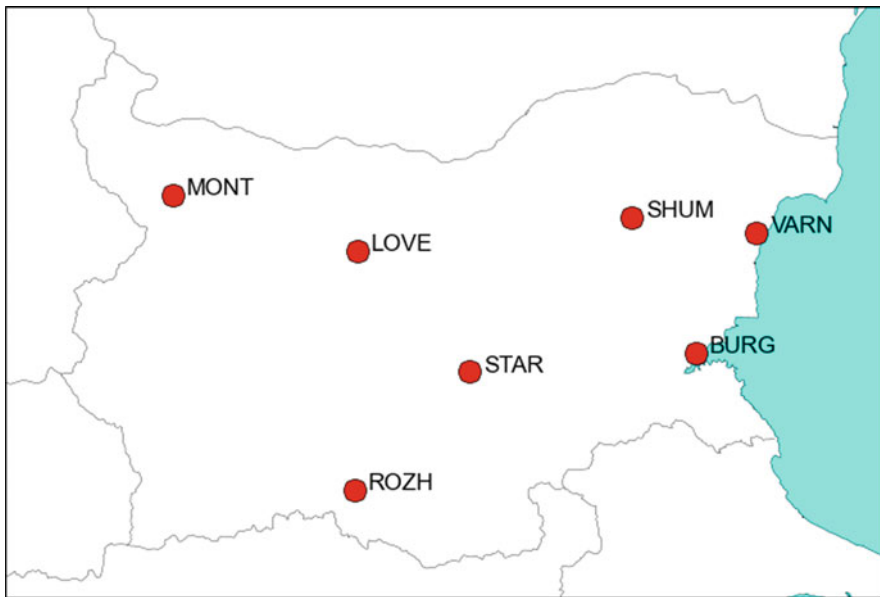 MONT
SHUM
VARN
LOVE
BURG
STAR
ROZH